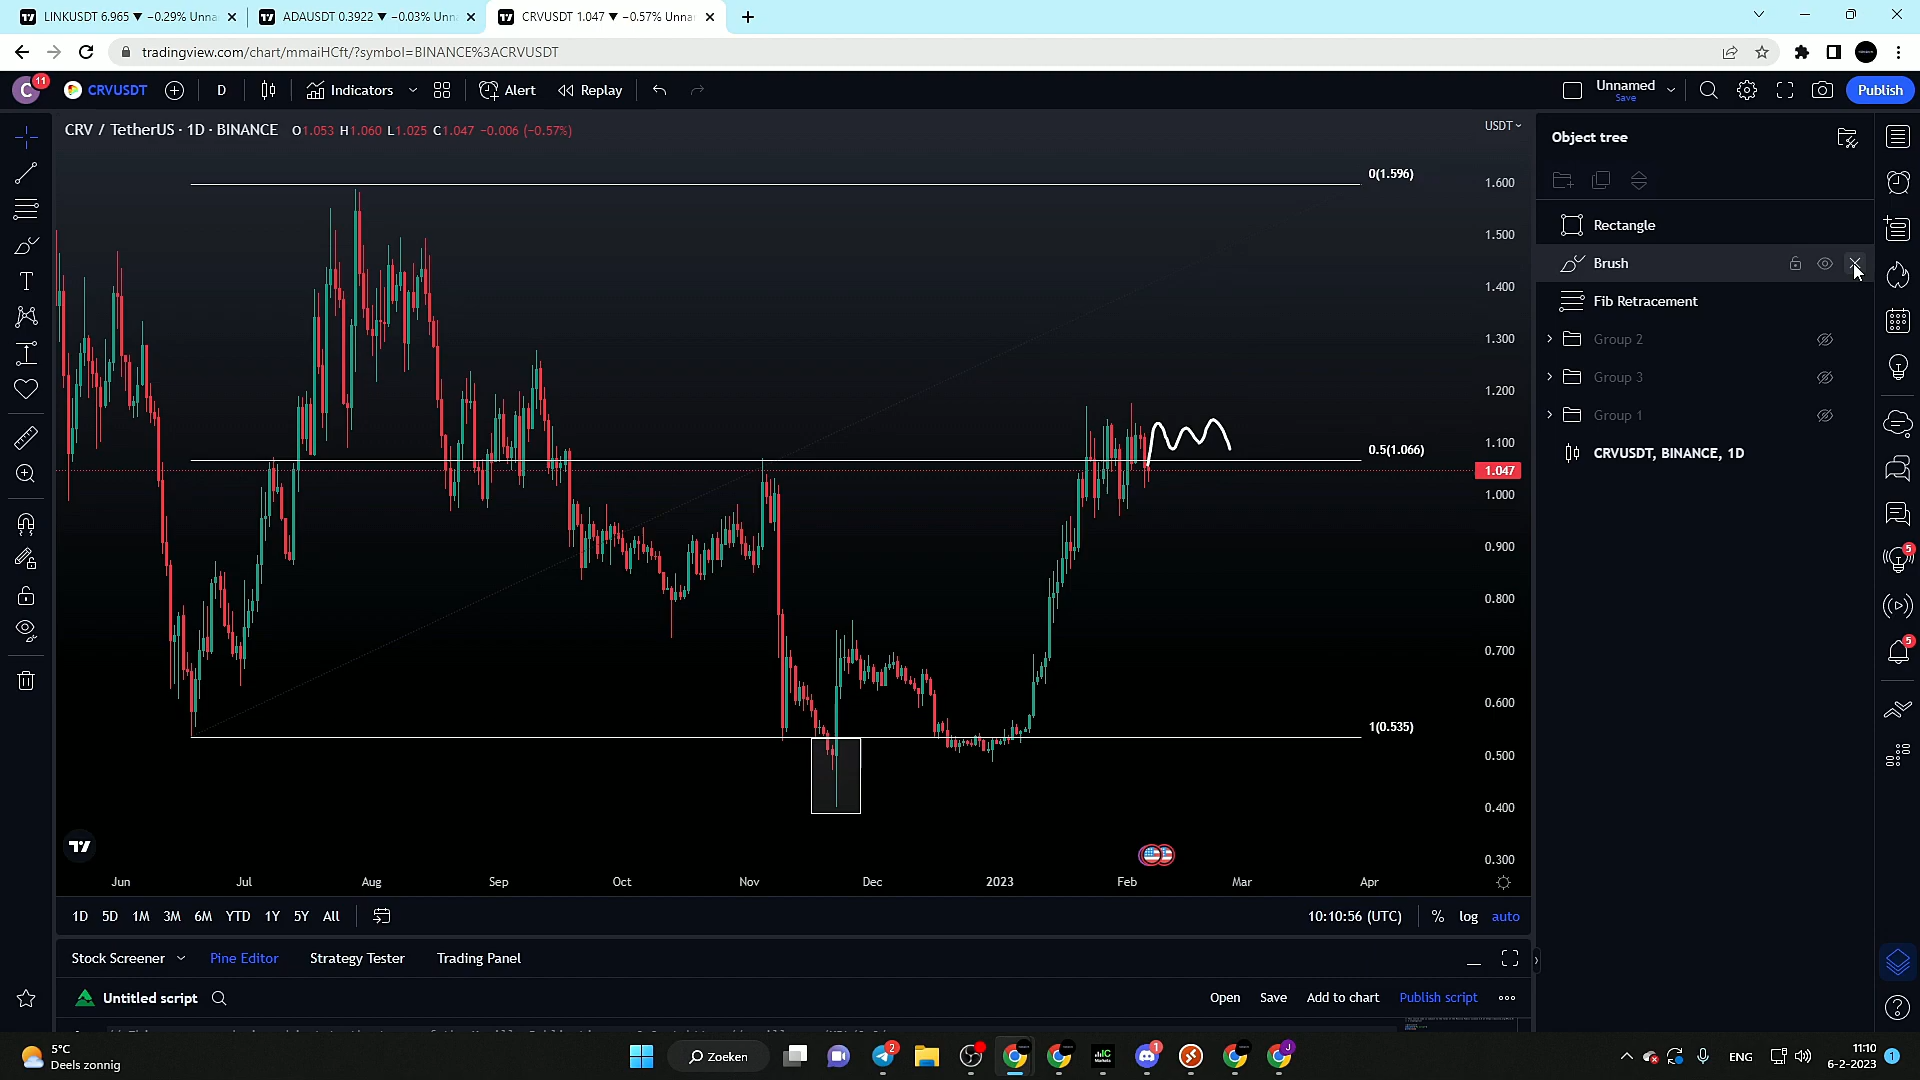 LINKUSDT 6.965 ▼ −0.29% Unna
ADAUSDT 0.3922 ▼ −0.03% Unn
CRVUSDT 1.047 ▼ −0.57% Unna
tradingview.com/chart/mmaiHCft/?symbol=BINANCE%3ACRVUSDT
C 11
CRVUSDT
D
Indicators
Alert
Replay
Unnamed
Save
Publish
CRV / TetherUS · 1D · BINANCE O1.053 H1.060 L1.025 C1.047 −0.006 (−0.57%)
USDT
0(1.596)
0.5(1.066)
1(0.535)
1.600
1.500
1.400
1.300
1.200
1.100
1.047
1.000
0.900
0.800
0.700
0.600
0.500
0.400
0.300
Jun
Jul
Aug
Sep
Oct
Nov
Dec
2023
Feb
Mar
Apr
Object tree
Rectangle
Brush
Fib Retracement
Group 2
Group 3
Group 1
CRVUSDT, BINANCE, 1D
5
5
1D 5D 1M 3M 6M YTD 1Y 5Y All
10:10:56 (UTC)
% log auto
Stock Screener
Pine Editor
Strategy Tester
Trading Panel
Untitled script
Open
Save
Add to chart
Publish script
5°C
Deels zonnig
Zoeken
2
1
J
ENG
11:10
6-2-2023
1